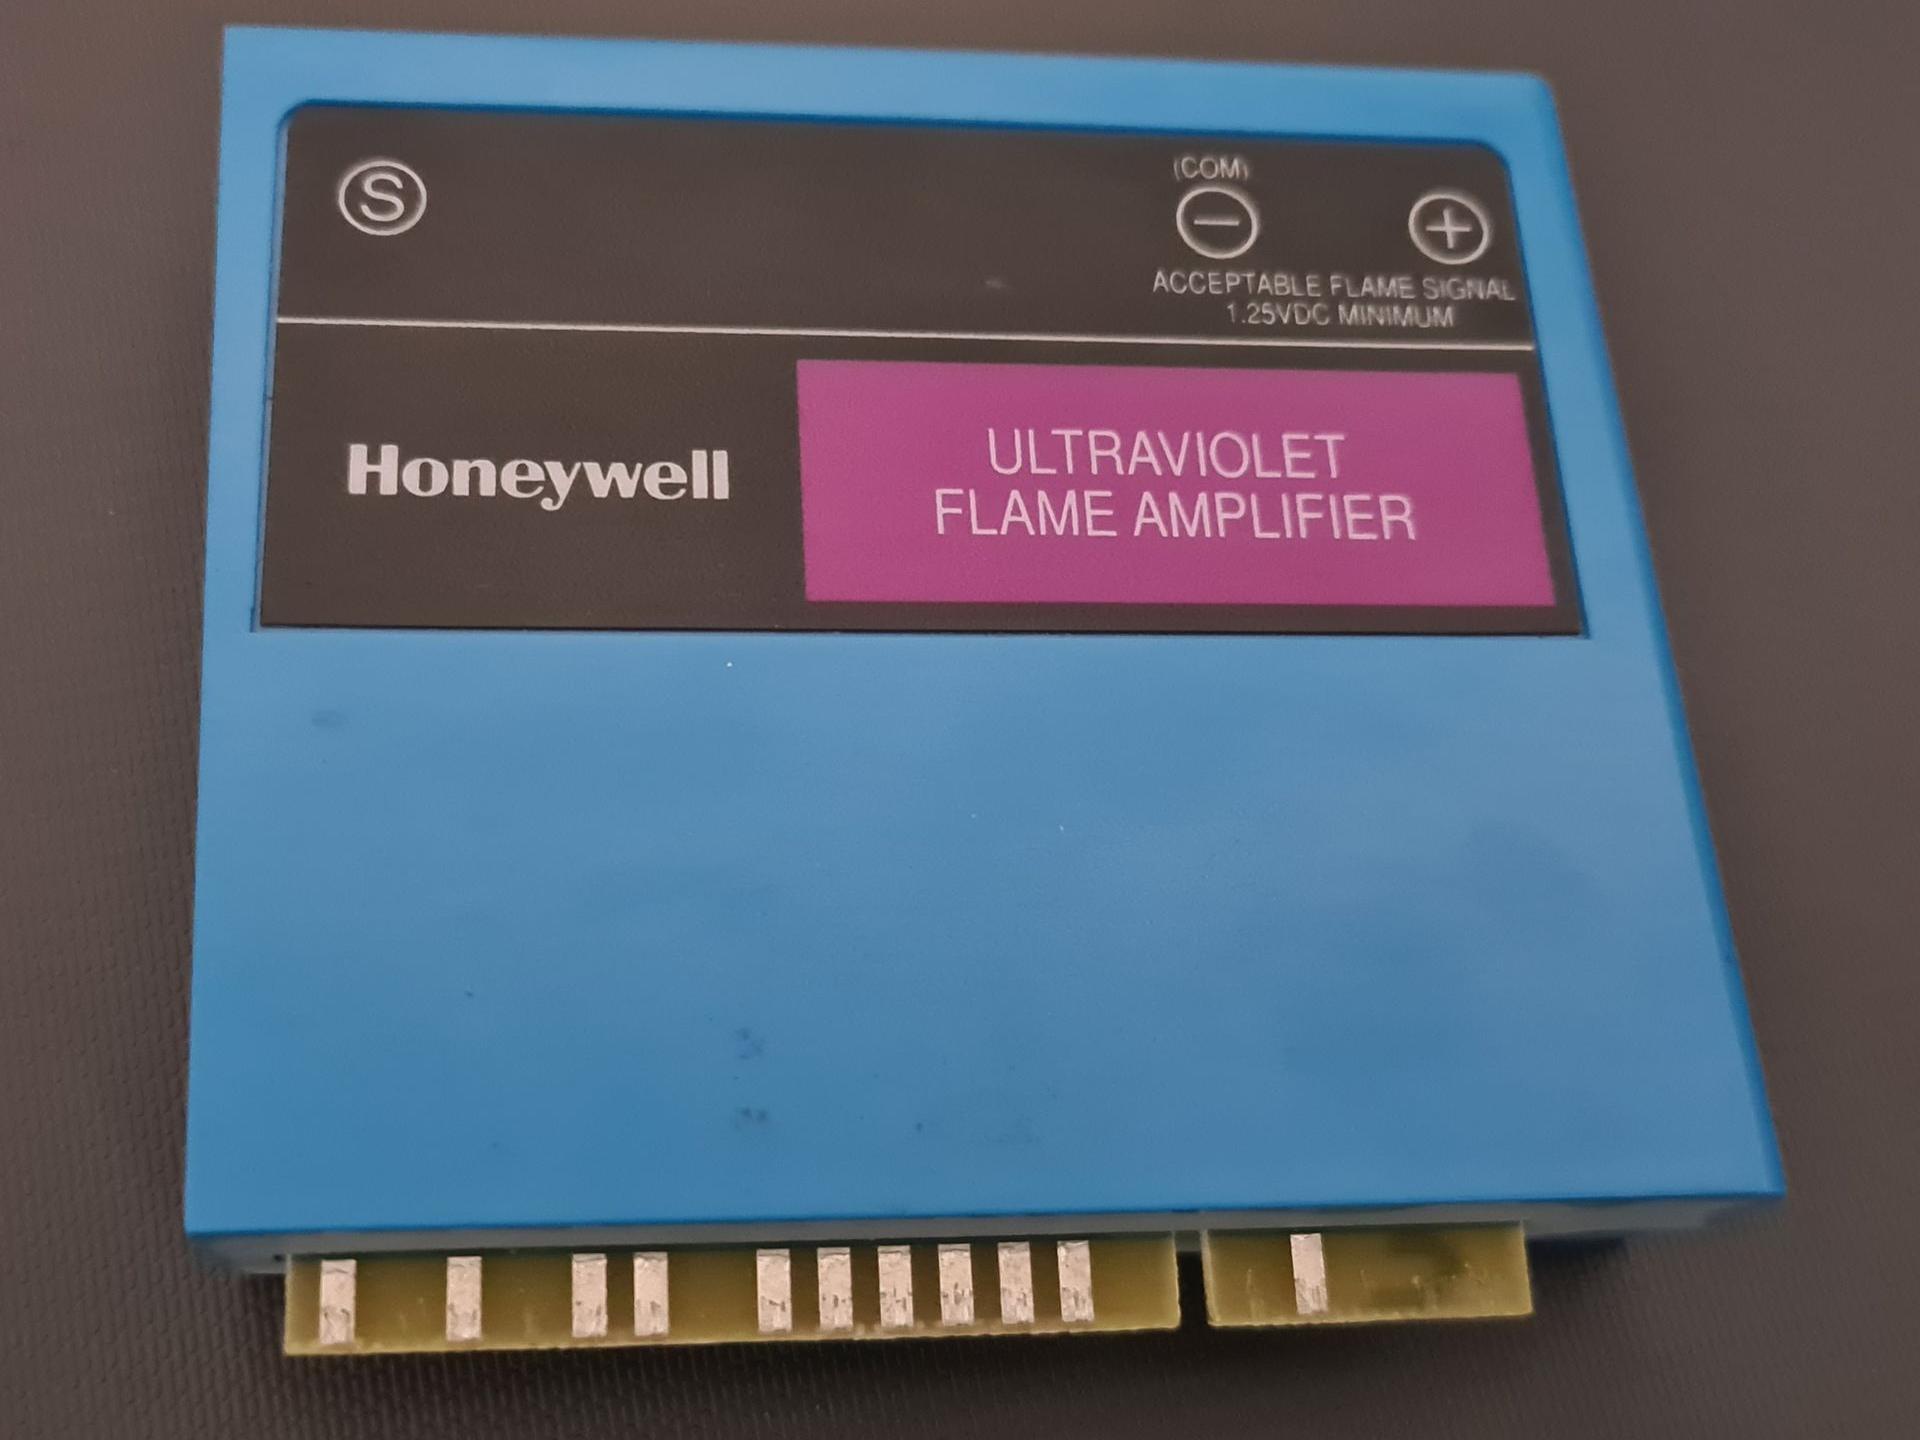 S
(COM)
− +
ACCEPTABLE FLAME SIGNAL
1.25VDC MINIMUM
Honeywell
ULTRAVIOLET
FLAME AMPLIFIER